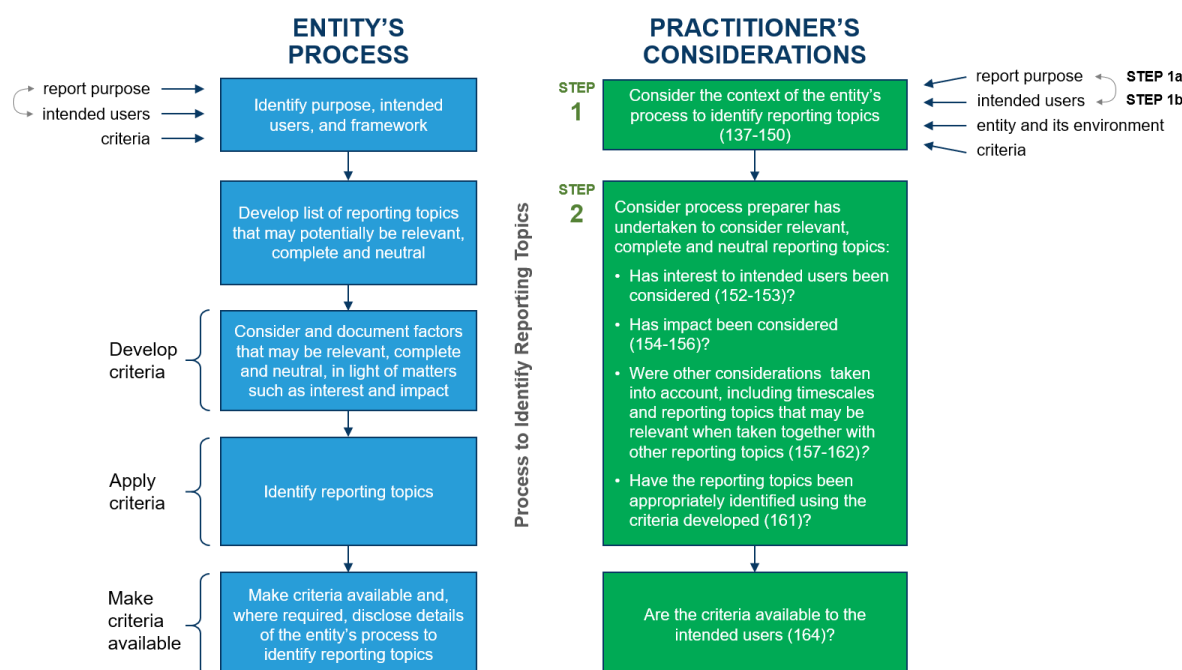 ENTITY'S
PROCESS
report purpose
intended users
criteria
Identify purpose, intended
users, and framework
Develop list of reporting topics
that may potentially be relevant,
complete and neutral
Develop
criteria
Consider and document factors
that may be relevant, complete
and neutral, in light of matters
such as interest and impact
Apply
criteria
Identify reporting topics
Make
criteria
available
Make criteria available and,
where required, disclose details
of the entity's process to
identify reporting topics
Process to Identify Reporting Topics
PRACTITIONER'S
CONSIDERATIONS
STEP
1
Consider the context of the entity's
process to identify reporting topics
(137-150)
report purpose
STEP 1a
intended users
STEP 1b
entity and its environment
criteria
STEP
2
Consider process preparer has
undertaken to consider relevant,
complete and neutral reporting topics:
• Has interest to intended users been
considered (152-153)?
• Has impact been considered
(154-156)?
• Were other considerations taken
into account, including timescales
and reporting topics that may be
relevant when taken together with
other reporting topics (157-162)?
• Have the reporting topics been
appropriately identified using the
criteria developed (161)?
Are the criteria available to the
intended users (164)?